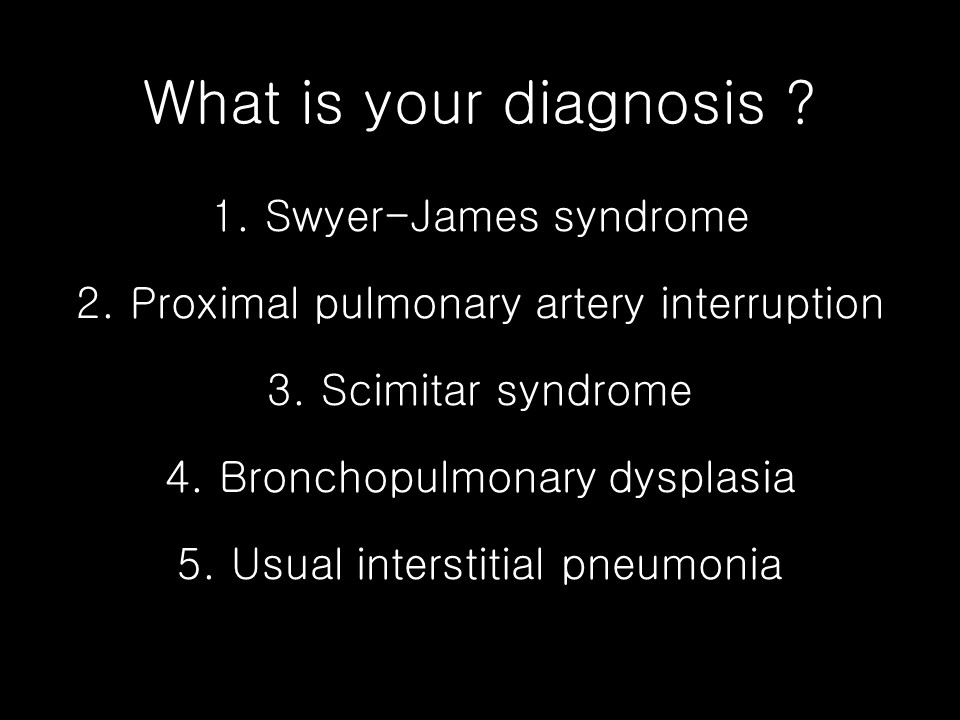 What is your diagnosis ?
1. Swyer-James syndrome
2. Proximal pulmonary artery interruption
3. Scimitar syndrome
4. Bronchopulmonary dysplasia
5. Usual interstitial pneumonia